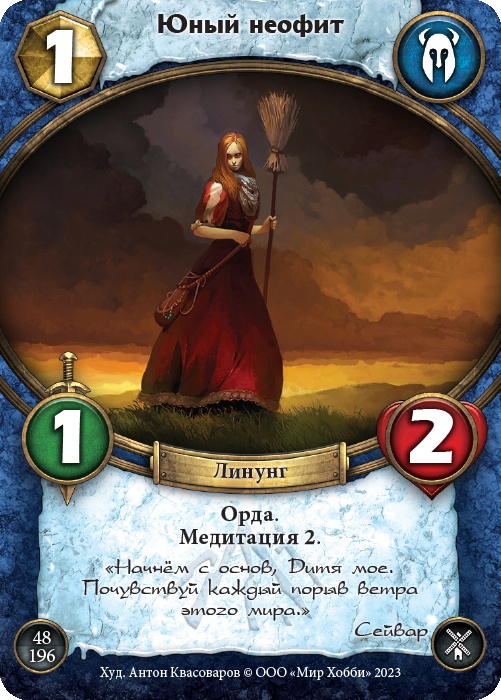 Юный неофит
1
1
2
Линунг
Орда.
Медитация 2.
«Начнём с основ, Дитя мое.
Почувствуй каждый порыв ветра
этого мира.»
Сейвар
48
196
Худ. Антон Квасоваров © ООО «Мир Хобби» 2023